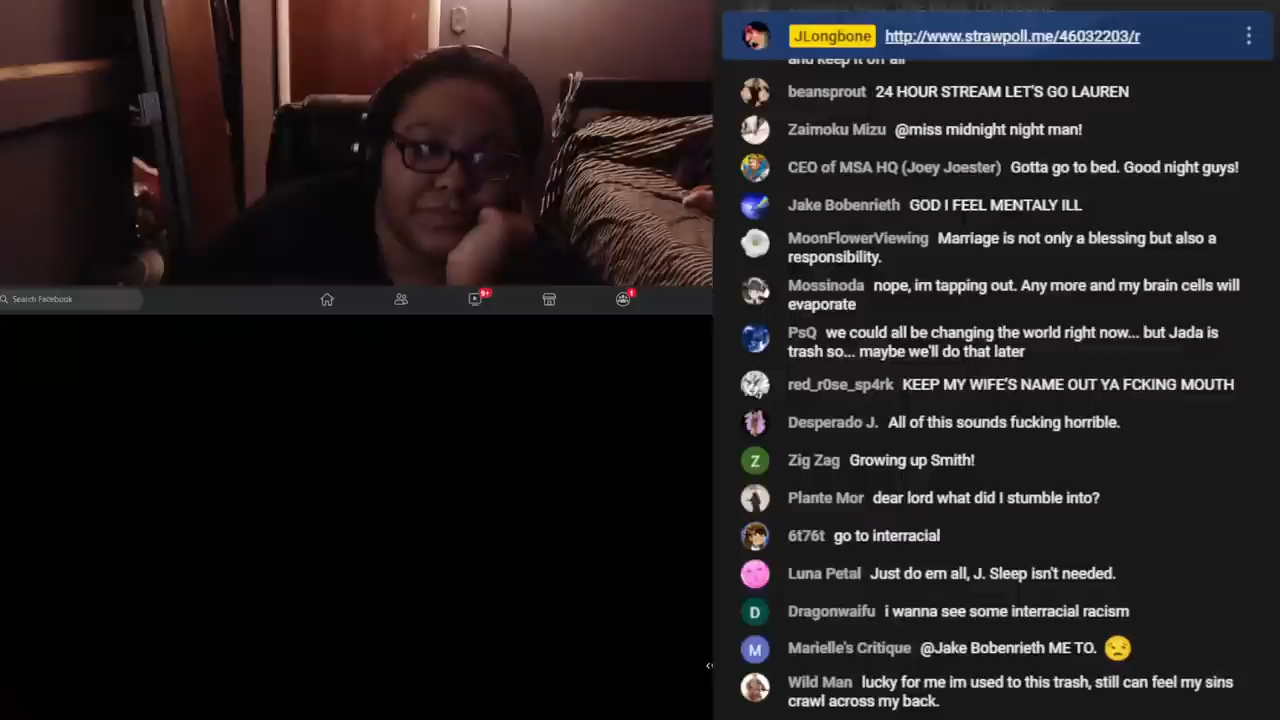 JLongbone http://www.strawpoll.me/46032203/r
and keep it on all
beansprout 24 HOUR STREAM LET'S GO LAUREN
Zaimoku Mizu @miss midnight night man!
CEO of MSA HQ (Joey Joester) Gotta go to bed. Good night guys!
Jake Bobenrieth GOD I FEEL MENTALY ILL
MoonFlowerViewing Marriage is not only a blessing but also a
responsibility.
Mossinoda nope, im tapping out. Any more and my brain cells will
evaporate
PsQ we could all be changing the world right now... but Jada is
trash so... maybe we'll do that later
red_r0se_sp4rk KEEP MY WIFE'S NAME OUT YA FCKING MOUTH
Desperado J. All of this sounds fucking horrible.
Z Zig Zag Growing up Smith!
Plante Mor dear lord what did I stumble into?
6t76t go to interracial
Luna Petal Just do em all, J. Sleep isn't needed.
D Dragonwaifu i wanna see some interracial racism
M Marielle's Critique @Jake Bobenrieth ME TO. 😒
Wild Man lucky for me im used to this trash, still can feel my sins
crawl across my back.
Search Facebook
9+
1